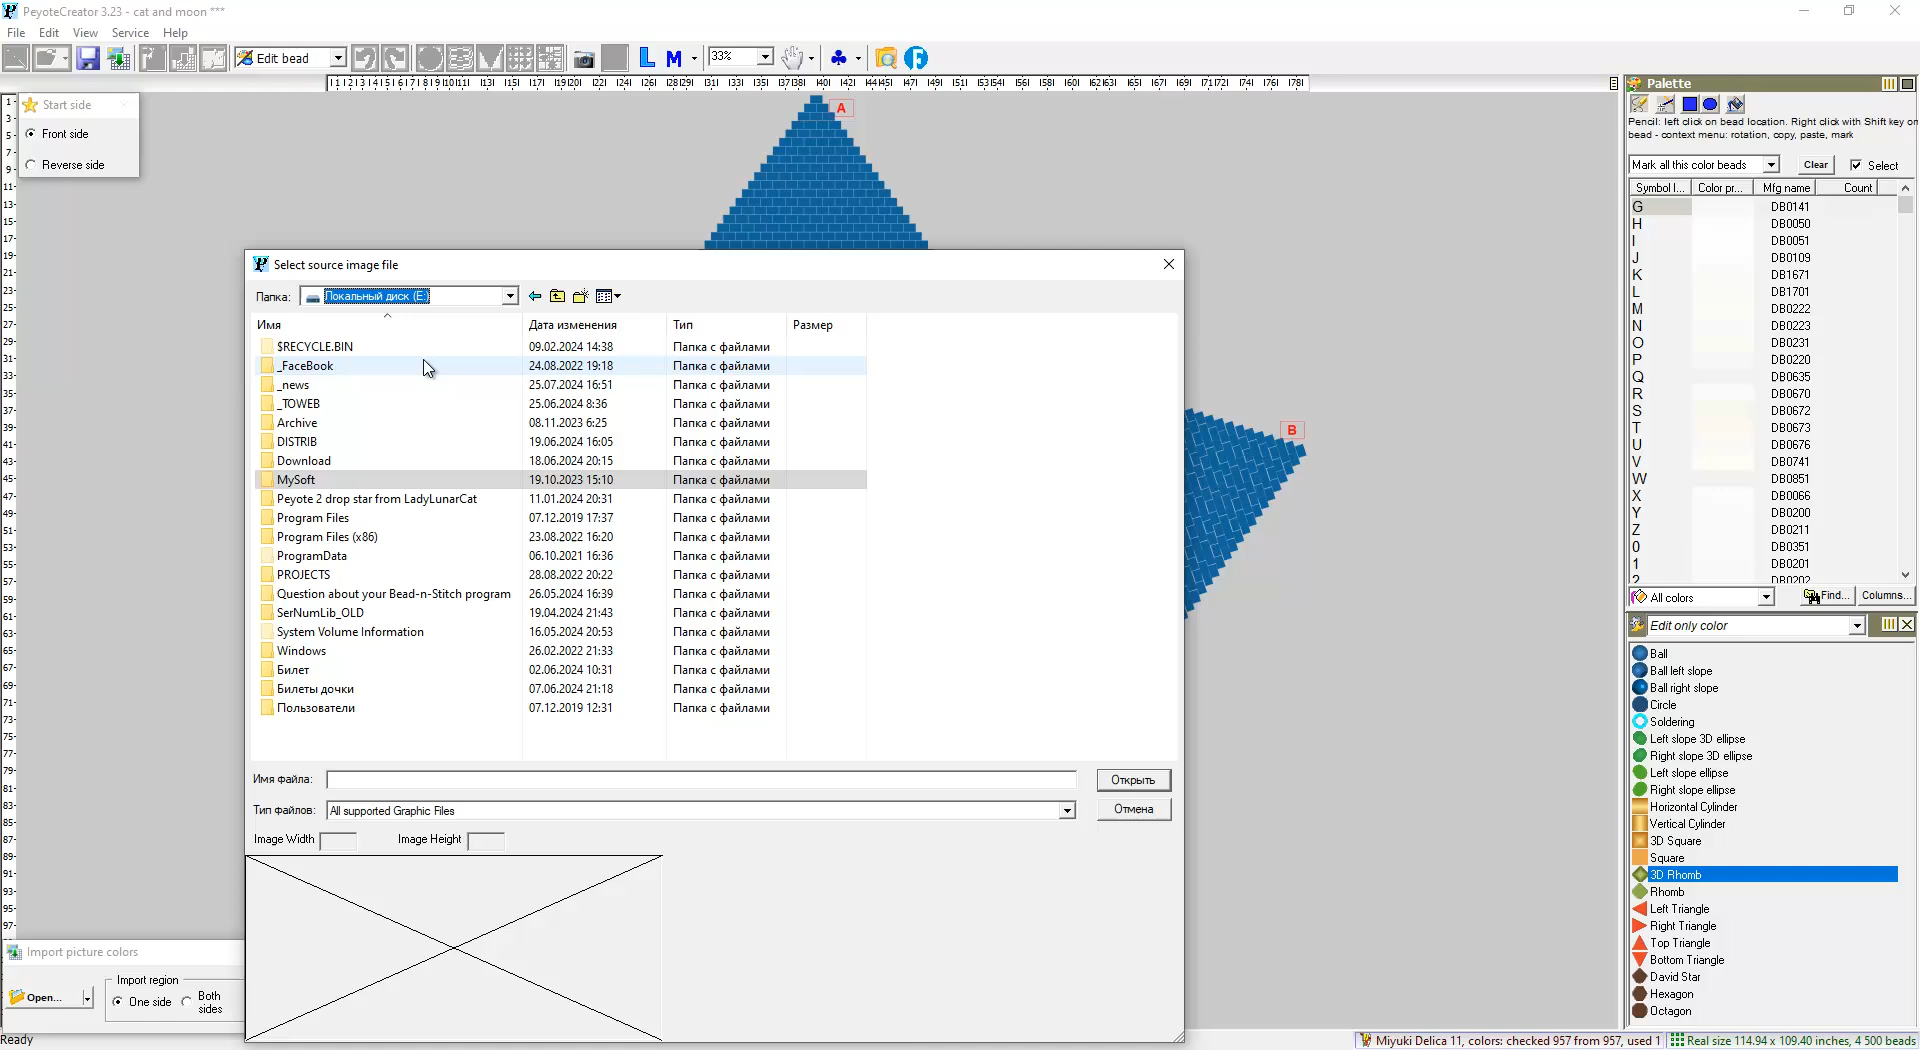 PeyoteCreator 3.23 - cat and moon ***
File Edit View Service Help
Edit bead
L M 33%
Start side
Front side
Reverse side
A
B
Select source image file
Папка: Локальный диск (E:)
Имя Дата изменения Тип Размер
$RECYCLE.BIN 09.02.2024 14:38 Папка с файлами
_FaceBook 24.08.2022 19:18 Папка с файлами
_news 25.07.2024 16:51 Папка с файлами
_TOWEB 25.06.2024 8:36 Папка с файлами
Archive 08.11.2023 6:25 Папка с файлами
DISTRIB 19.06.2024 16:05 Папка с файлами
Download 18.06.2024 20:15 Папка с файлами
MySoft 19.10.2023 15:10 Папка с файлами
Peyote 2 drop star from LadyLunarCat 11.01.2024 20:31 Папка с файлами
Program Files 07.12.2019 17:37 Папка с файлами
Program Files (x86) 23.08.2022 16:20 Папка с файлами
ProgramData 06.10.2021 16:36 Папка с файлами
PROJECTS 28.08.2022 20:22 Папка с файлами
Question about your Bead-n-Stitch program 26.05.2024 16:39 Папка с файлами
SerNumLib_OLD 19.04.2024 21:43 Папка с файлами
System Volume Information 16.05.2024 20:53 Папка с файлами
Windows 26.02.2022 21:33 Папка с файлами
Билет 02.06.2024 10:31 Папка с файлами
Билеты дочки 07.06.2024 21:18 Папка с файлами
Пользователи 07.12.2019 12:31 Папка с файлами
Имя файла: Открыть
Тип файлов: All supported Graphic Files Отмена
Image Width Image Height
Import picture colors
Open...
Import region
One side
Both sides
Palette
Pencil: left click on bead location. Right click with Shift key on
bead - context menu: rotation, copy, paste, mark
Mark all this color beads Clear Select
Symbol I... Color pr... Mfg name Count
G DB0141
H DB0050
I DB0051
J DB0109
K DB1671
L DB1701
M DB0222
N DB0223
O DB0231
P DB0220
Q DB0635
R DB0670
S DB0672
T DB0673
U DB0676
V DB0741
W DB0851
X DB0066
Y DB0200
Z DB0211
0 DB0351
1 DB0201
2 DB0202
All colors Find... Columns...
Edit only color
Ball
Ball left slope
Ball right slope
Circle
Soldering
Left slope 3D ellipse
Right slope 3D ellipse
Left slope ellipse
Right slope ellipse
Horizontal Cylinder
Vertical Cylinder
3D Square
Square
3D Rhomb
Rhomb
Left Triangle
Right Triangle
Top Triangle
Bottom Triangle
David Star
Hexagon
Octagon
Ready
Miyuki Delica 11, colors: checked 957 from 957, used 1
Real size 114.94 x 109.40 inches, 4 500 beads